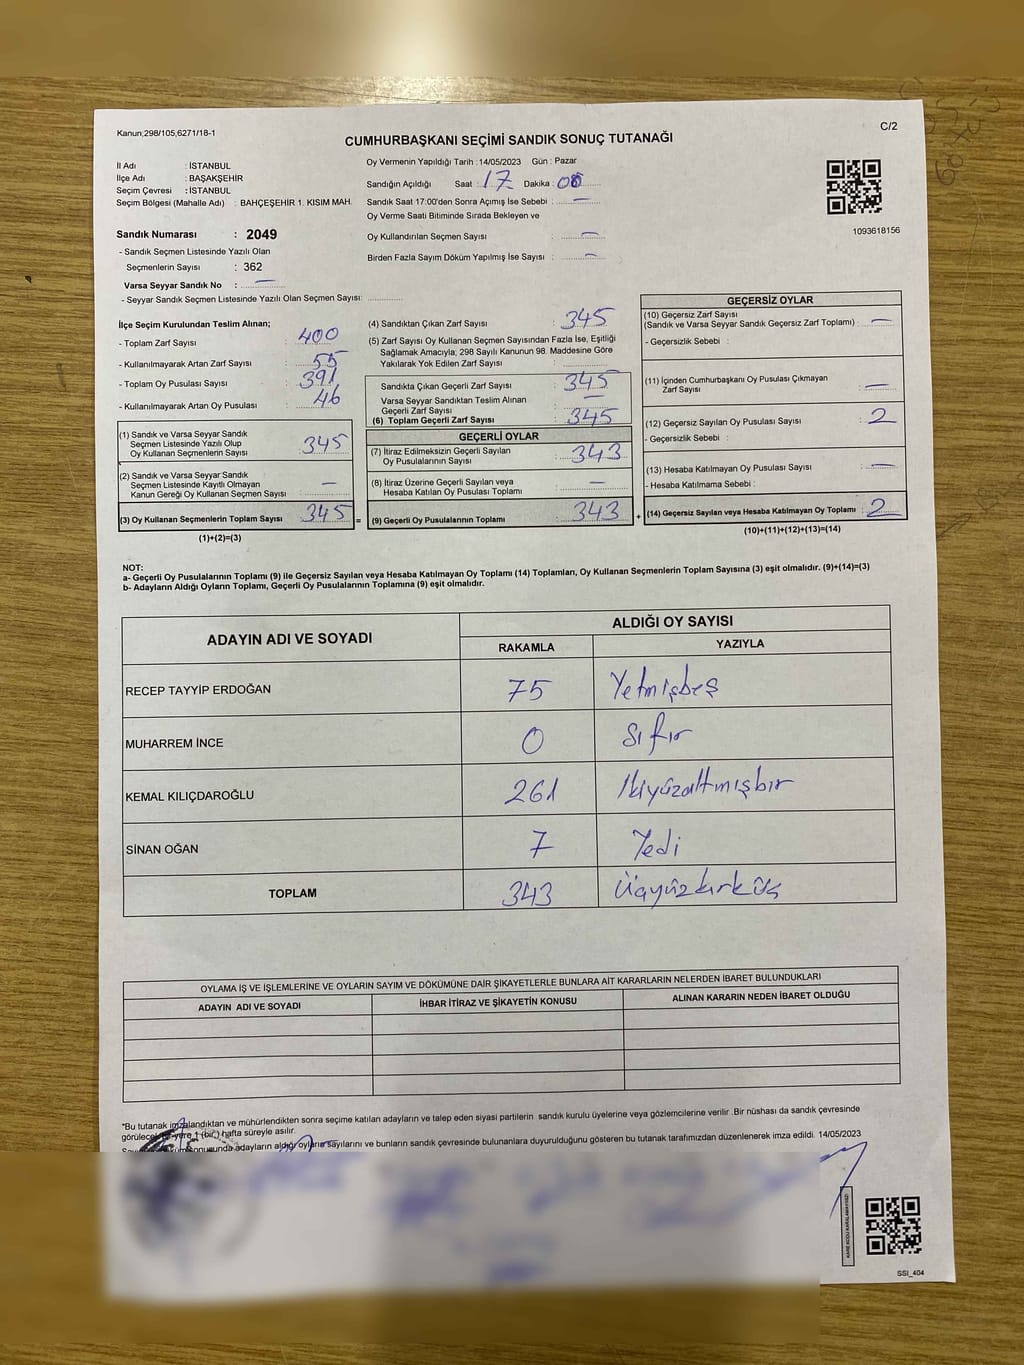 Kanun;298/105,6271/18-1
C/2
CUMHURBAŞKANI SEÇİMİ SANDIK SONUÇ TUTANAĞI
İl Adı : İSTANBUL
İlçe Adı : BAŞAKŞEHİR
Seçim Çevresi : İSTANBUL
Seçim Bölgesi (Mahalle Adı) : BAHÇEŞEHİR 1. KISIM MAH.
Sandık Numarası : 2049
- Sandık Seçmen Listesinde Yazılı Olan
Seçmenlerin Sayısı : 362
Varsa Seyyar Sandık No : —
- Seyyar Sandık Seçmen Listesinde Yazılı Olan Seçmen Sayısı:
Oy Vermenin Yapıldığı Tarih : 14/05/2023 Gün : Pazar
Sandığın Açıldığı Saat : 17 Dakika : 00
Sandık Saat 17:00'den Sonra Açımış İse Sebebi : —
Oy Verme Saati Bitiminde Sırada Bekleyen ve
Oy Kullandırılan Seçmen Sayısı : —
Birden Fazla Sayım Döküm Yapılmış İse Sayısı : —
1093618156
İlçe Seçim Kurulundan Teslim Alınan;
- Toplam Zarf Sayısı : 400
- Kullanılmayarak Artan Zarf Sayısı : 55
- Toplam Oy Pusulası Sayısı : 391
- Kullanılmayarak Artan Oy Pusulası : 46
(1) Sandık ve Varsa Seyyar Sandık
Seçmen Listesinde Yazılı Olup
Oy Kullanan Seçmenlerin Sayısı : 345
(2) Sandık ve Varsa Seyyar Sandık
Seçmen Listesinde Kayıtlı Olmayan
Kanun Gereği Oy Kullanan Seçmen Sayısı : —
(3) Oy Kullanan Seçmenlerin Toplam Sayısı : 345 =
(1)+(2)=(3)
(4) Sandıktan Çıkan Zarf Sayısı : 345
(5) Zarf Sayısı Oy Kullanan Seçmen Sayısından Fazla İse, Eşitliği
Sağlamak Amacıyla; 298 Sayılı Kanunun 98. Maddesine Göre
Yakılarak Yok Edilen Zarf Sayısı :
Sandıkta Çıkan Geçerli Zarf Sayısı : 345
Varsa Seyyar Sandıktan Teslim Alınan
Geçerli Zarf Sayısı : —
(6) Toplam Geçerli Zarf Sayısı : 345
GEÇERLİ OYLAR
(7) İtiraz Edilmeksizin Geçerli Sayılan
Oy Pusulalarının Sayısı : 343
(8) İtiraz Üzerine Geçerli Sayılan veya
Hesaba Katılan Oy Pusulası Toplamı : —
(9) Geçerli Oy Pusulalarının Toplamı : 343 +
GEÇERSİZ OYLAR
(10) Geçersiz Zarf Sayısı
(Sandık ve Varsa Seyyar Sandık Geçersiz Zarf Toplamı) : —
- Geçersizlik Sebebi :
(11) İçinden Cumhurbaşkanı Oy Pusulası Çıkmayan
Zarf Sayısı : —
(12) Geçersiz Sayılan Oy Pusulası Sayısı : 2
- Geçersizlik Sebebi :
(13) Hesaba Katılmayan Oy Pusulası Sayısı : —
- Hesaba Katılmama Sebebi :
(14) Geçersiz Sayılan veya Hesaba Katılmayan Oy Toplamı : 2
(10)+(11)+(12)+(13)=(14)
NOT:
a- Geçerli Oy Pusulalarının Toplamı (9) ile Geçersiz Sayılan veya Hesaba Katılmayan Oy Toplamı (14) Toplamları, Oy Kullanan Seçmenlerin Toplam Sayısına (3) eşit olmalıdır. (9)+(14)=(3)
b- Adayların Aldığı Oyların Toplamı, Geçerli Oy Pusulalarının Toplamına (9) eşit olmalıdır.
ADAYIN ADI VE SOYADI
ALDIĞI OY SAYISI
RAKAMLA YAZIYLA
RECEP TAYYİP ERDOĞAN 75 Yetmişbeş
MUHARREM İNCE 0 Sıfır
KEMAL KILIÇDAROĞLU 261 İkiyüzaltmışbir
SİNAN OĞAN 7 Yedi
TOPLAM 343 Üçyüzkırküç
OYLAMA İŞ VE İŞLEMLERİNE VE OYLARIN SAYIM VE DÖKÜMÜNE DAİR ŞİKAYETLERLE BUNLARA AİT KARARLARIN NELERDEN İBARET BULUNDUKLARI
ADAYIN ADI VE SOYADI İHBAR İTİRAZ VE ŞİKAYETİN KONUSU ALINAN KARARIN NEDEN İBARET OLDUĞU
*Bu tutanak imzalandıktan ve mühürlendikten sonra seçime katılan adayların ve talep eden siyasi partilerin sandık kurulu üyelerine veya gözlemcilerine verilir .Bir nüshası da sandık çevresinde
görülecek bir yere 1 (bir) hafta süreyle asılır.
adayların aldığı oyların sayılarını ve bunların sandık çevresinde bulunanlara duyurulduğunu gösteren bu tutanak tarafımızdan düzenlenerek imza edildi. 14/05/2023
KARE KODU KARALAMAYINIZ!
SSI_404